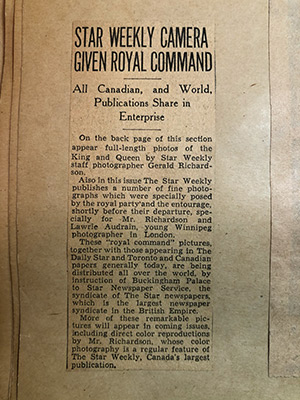 STAR WEEKLY CAMERA
GIVEN ROYAL COMMAND
All Canadian, and World,
Publications Share in
Enterprise
On the back page of this section
appear full-length photos of the
King and Queen by Star Weekly
staff photographer Gerald Richard-
son.
Also in this issue The Star Weekly
publishes a number of fine photo-
graphs which were specially posed
by the royal party and the entourage,
shortly before their departure, spe-
cially for Mr. Richardson and
Lawrie Audrain, young Winnipeg
photographer in London.
These "royal command" pictures,
together with those appearing in The
Daily Star and Toronto and Canadian
papers generally today, are being
distributed all over the world, by
instruction of Buckingham Palace
to Star Newspaper Service, the
syndicate of The Star newspapers,
which is the largest newspaper
syndicate in the British Empire.
More of these remarkable pic-
tures will appear in coming issues,
including direct color reproductions
by Mr. Richardson, whose color
photography is a regular feature of
The Star Weekly, Canada's largest
publication.